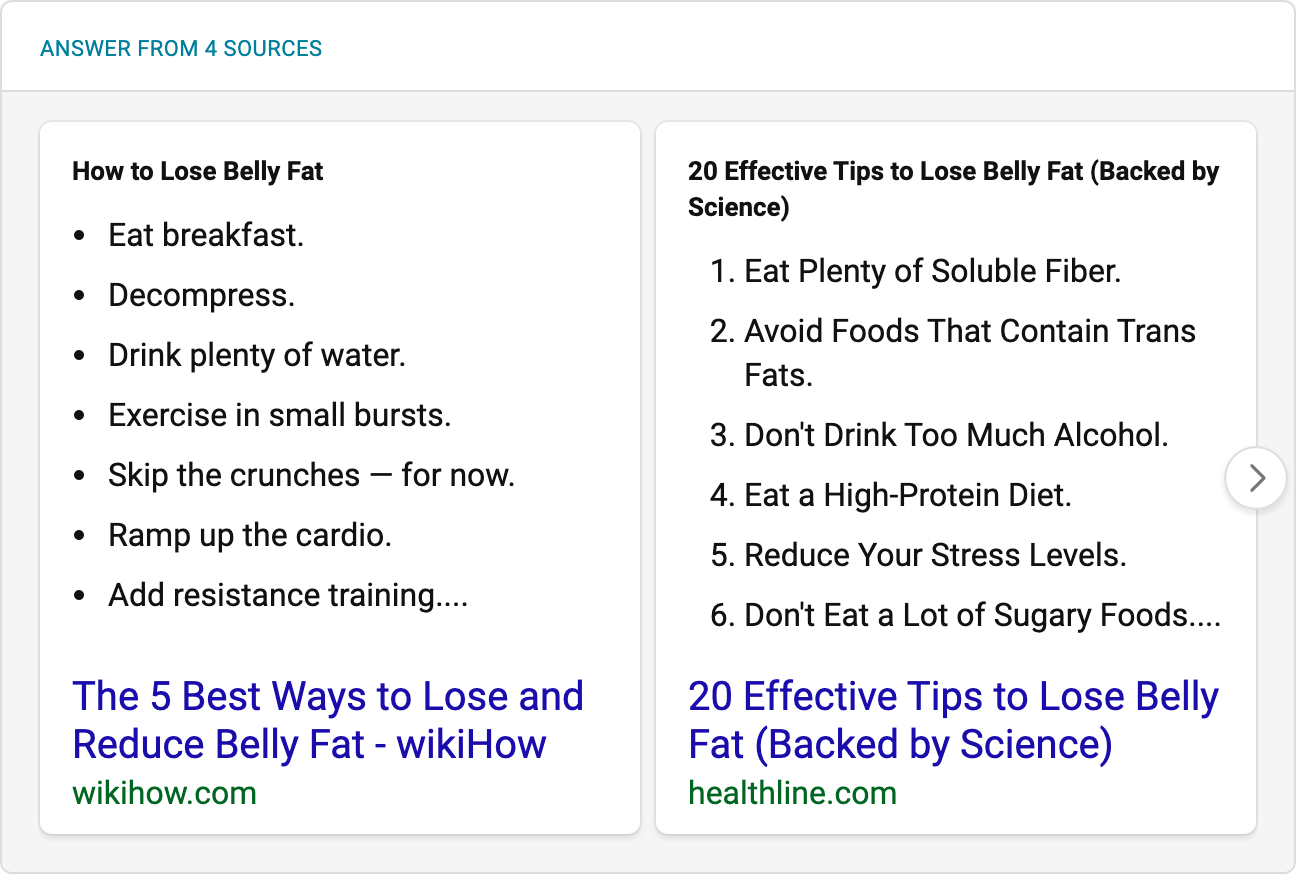 ANSWER FROM 4 SOURCES
How to Lose Belly Fat
• Eat breakfast.
• Decompress.
• Drink plenty of water.
• Exercise in small bursts.
• Skip the crunches — for now.
• Ramp up the cardio.
• Add resistance training....
The 5 Best Ways to Lose and
Reduce Belly Fat - wikiHow
wikihow.com
20 Effective Tips to Lose Belly Fat (Backed by
Science)
1. Eat Plenty of Soluble Fiber.
2. Avoid Foods That Contain Trans
Fats.
3. Don't Drink Too Much Alcohol.
4. Eat a High-Protein Diet.
5. Reduce Your Stress Levels.
6. Don't Eat a Lot of Sugary Foods....
20 Effective Tips to Lose Belly
Fat (Backed by Science)
healthline.com